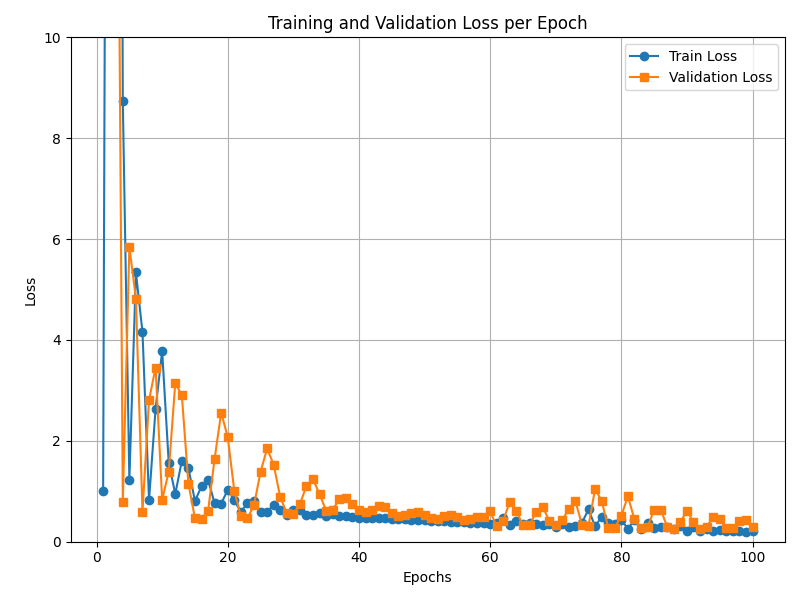 Training and Validation Loss per Epoch
Train Loss
Validation Loss
Loss
10
8
6
4
2
0
0 20 40 60 80 100
Epochs